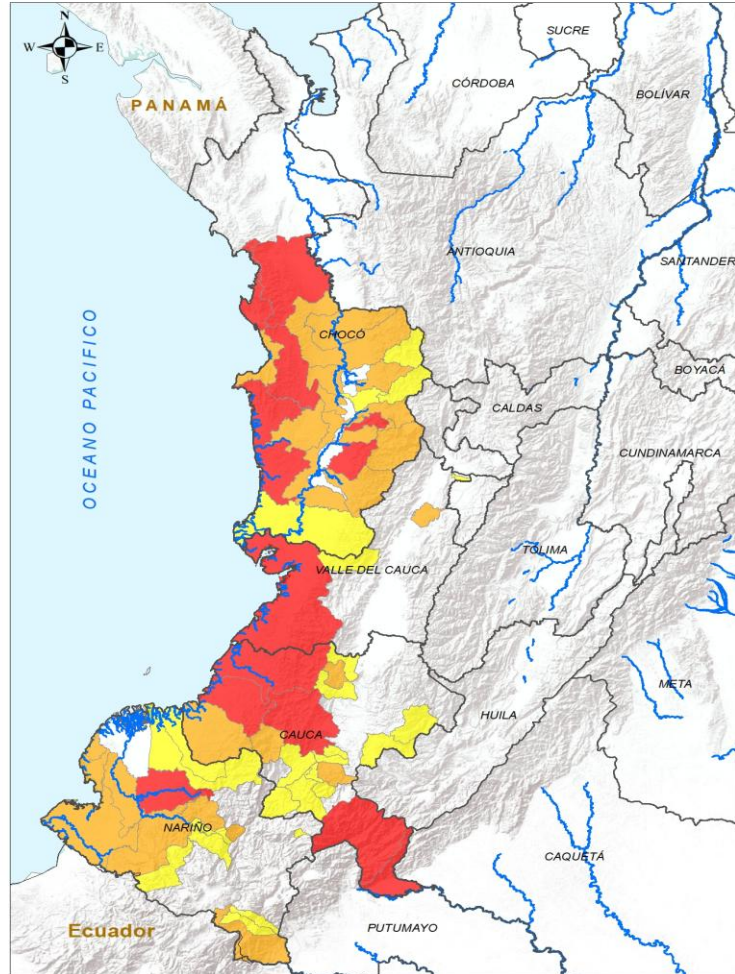 SUCRE
N
W E
S
CÓRDOBA
BOLÍVAR
PANAMÁ
ANTIOQUIA
SANTANDER
OCEANO PACIFICO
CHOCÓ
BOYACÁ
CALDAS
CUNDINAMARCA
TOLIMA
VALLE DEL CAUCA
META
HUILA
CAUCA
NARIÑO
CAQUETÁ
Ecuador
PUTUMAYO